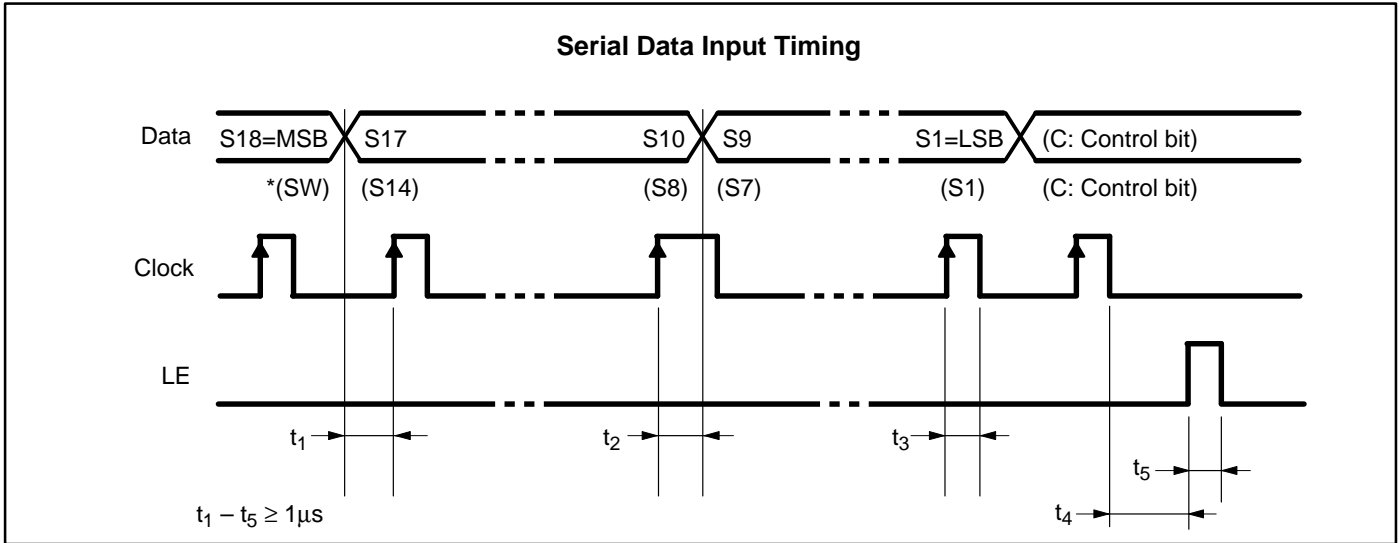 Serial Data Input Timing
Data S18=MSB S17 S10 S9 S1=LSB (C: Control bit)
*(SW) (S14) (S8) (S7) (S1) (C: Control bit)
Clock
LE
t1 t2 t3
t5
t4
t1 – t5 ≥ 1μs